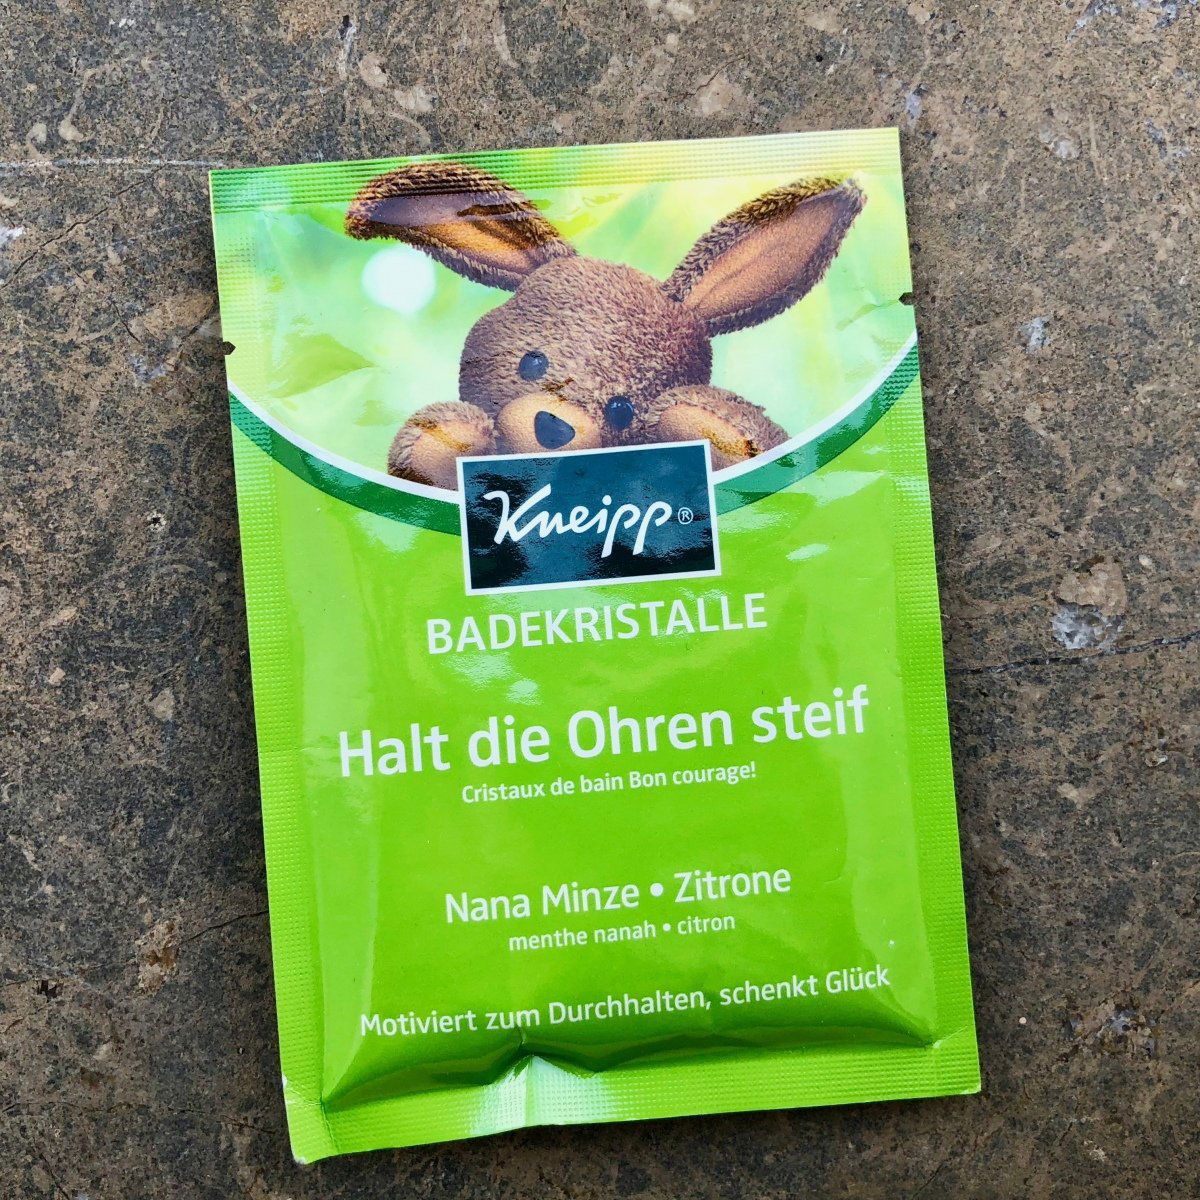 Kneipp®
BADEKRISTALLE
Halt die Ohren steif
Cristaux de bain Bon courage!
Nana Minze • Zitrone
menthe nanah • citron
Motiviert zum Durchhalten, schenkt Glück